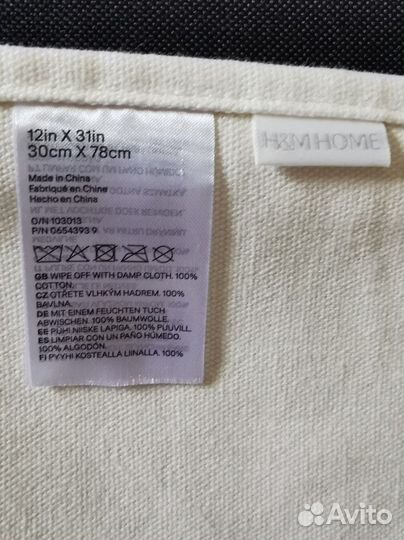 12in X 31in
30cm X 78cm
Made in China
Fabriqué en Chine
Hecho en China
O/N 103013
P/N 0654393 9
GB WIPE OFF WITH DAMP CLOTH. 100%
COTTON.
CZ OTŘETE VLHKÝM HADREM. 100%
BAVLNA.
DE MIT EINEM FEUCHTEN TUCH
ABWISCHEN. 100% BAUMWOLLE.
EE PÜHI NIISKE LAPIGA. 100% PUUVILL.
ES LIMPIAR CON UN PAÑO HÚMEDO.
100% ALGODÓN.
FI PYYHI KOSTEALLA LIINALLA. 100%
H&M HOME
Avito